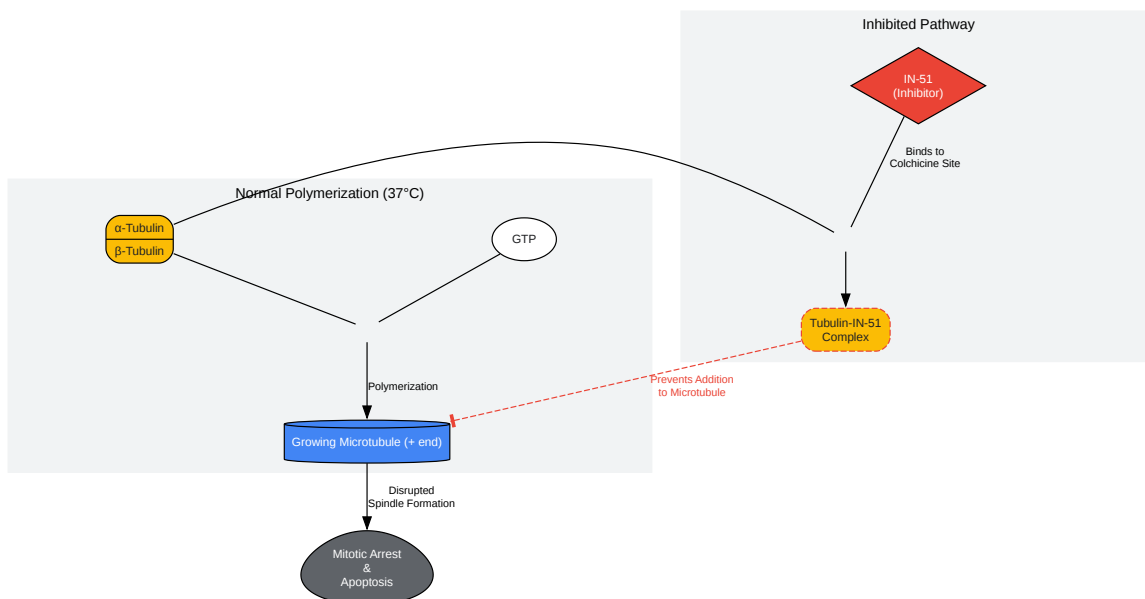 Inhibited Pathway
IN-51
(Inhibitor)
Binds to
Colchicine Site
Normal Polymerization (37°C)
α-Tubulin
β-Tubulin
GTP
Tubulin-IN-51
Complex
Prevents Addition
to Microtubule
Polymerization
Growing Microtubule (+ end)
Disrupted
Spindle Formation
Mitotic Arrest
&
Apoptosis